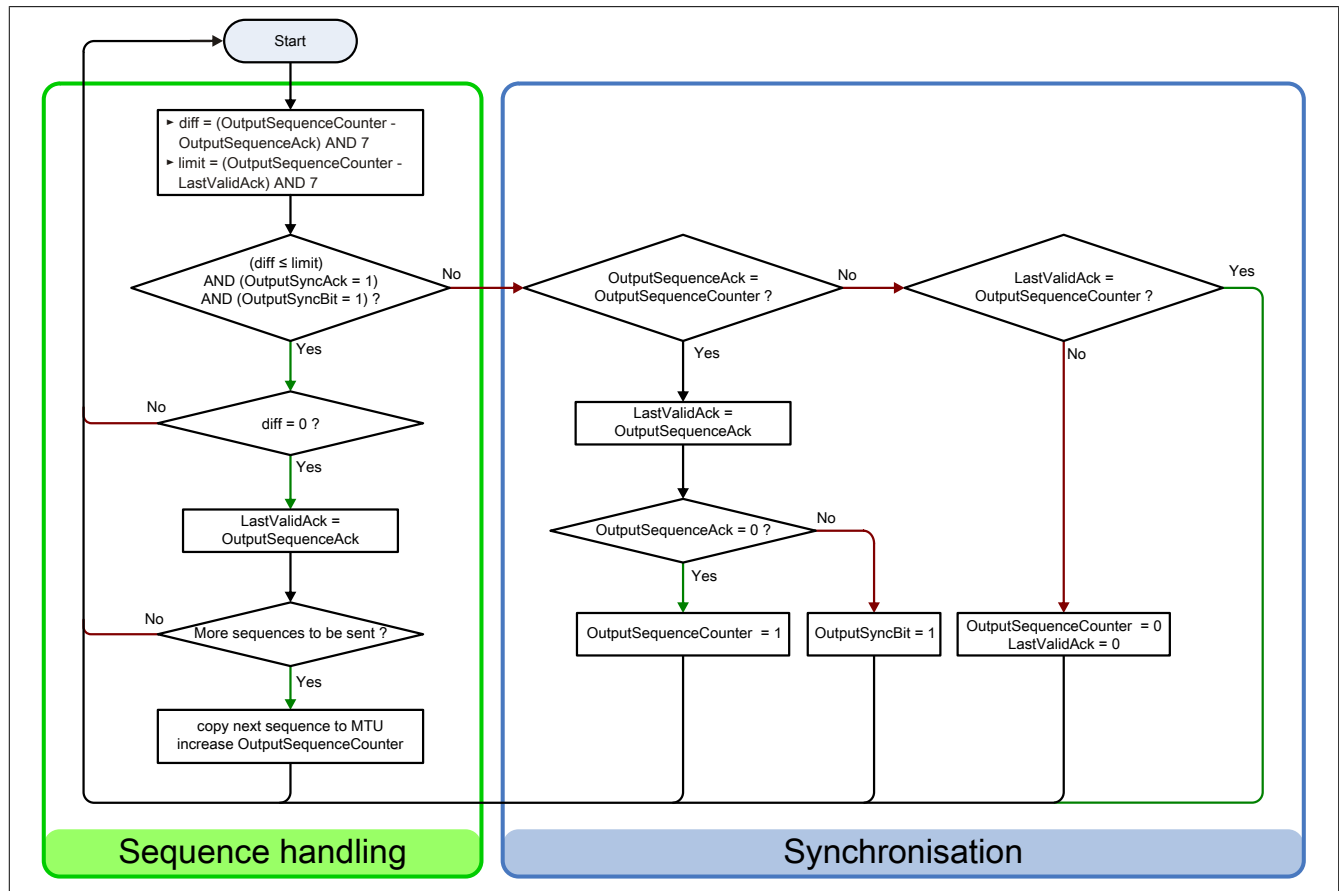 Start
► diff = (OutputSequenceCounter -
OutputSequenceAck) AND 7
► limit = (OutputSequenceCounter -
LastValidAck) AND 7
(diff ≤ limit)
AND (OutputSyncAck = 1)
AND (OutputSyncBit = 1) ?
No
Yes
diff = 0 ?
No
Yes
LastValidAck =
OutputSequenceAck
More sequences to be sent ?
No
Yes
copy next sequence to MTU
increase OutputSequenceCounter
Sequence handling
OutputSequenceAck =
OutputSequenceCounter ?
No
Yes
LastValidAck =
OutputSequenceAck
OutputSequenceAck = 0 ?
No
Yes
OutputSequenceCounter = 1
OutputSyncBit = 1
LastValidAck =
OutputSequenceCounter ?
Yes
No
OutputSequenceCounter = 0
LastValidAck = 0
Synchronisation